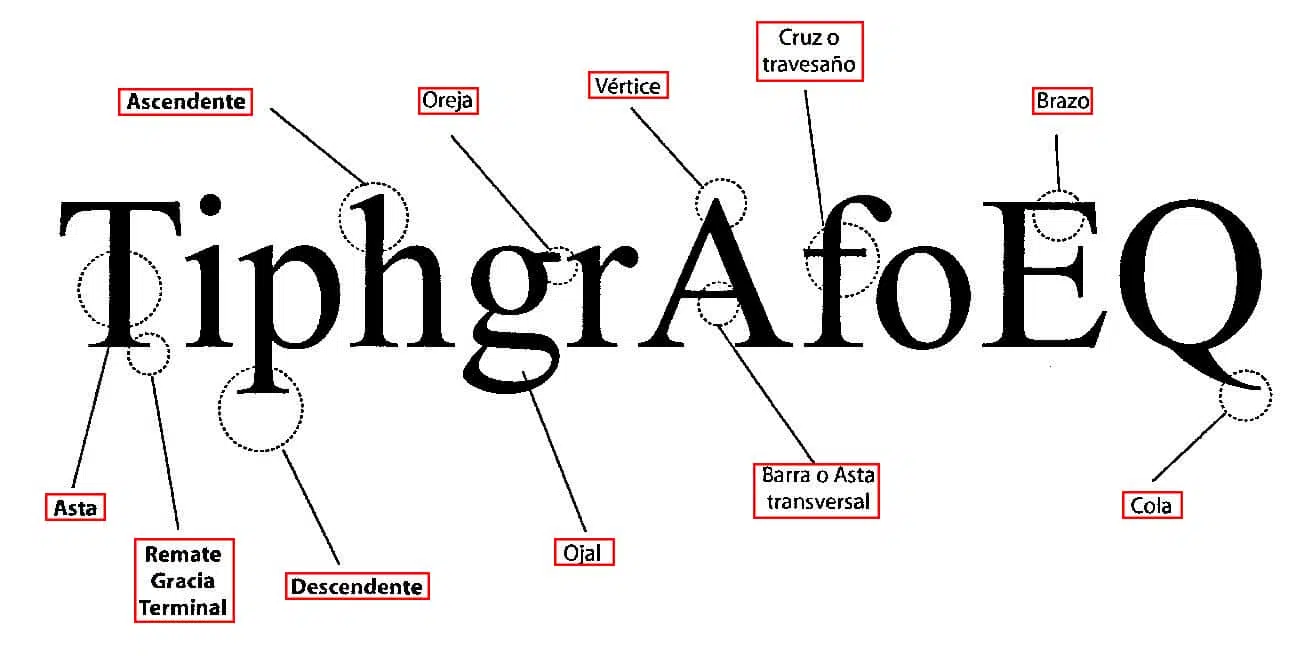 Cruz o
travesaño
Ascendente
Oreja
Vértice
Brazo
TiphgrAfoEQ
Asta
Remate
Gracia
Terminal
Descendente
Ojal
Barra o Asta
transversal
Cola